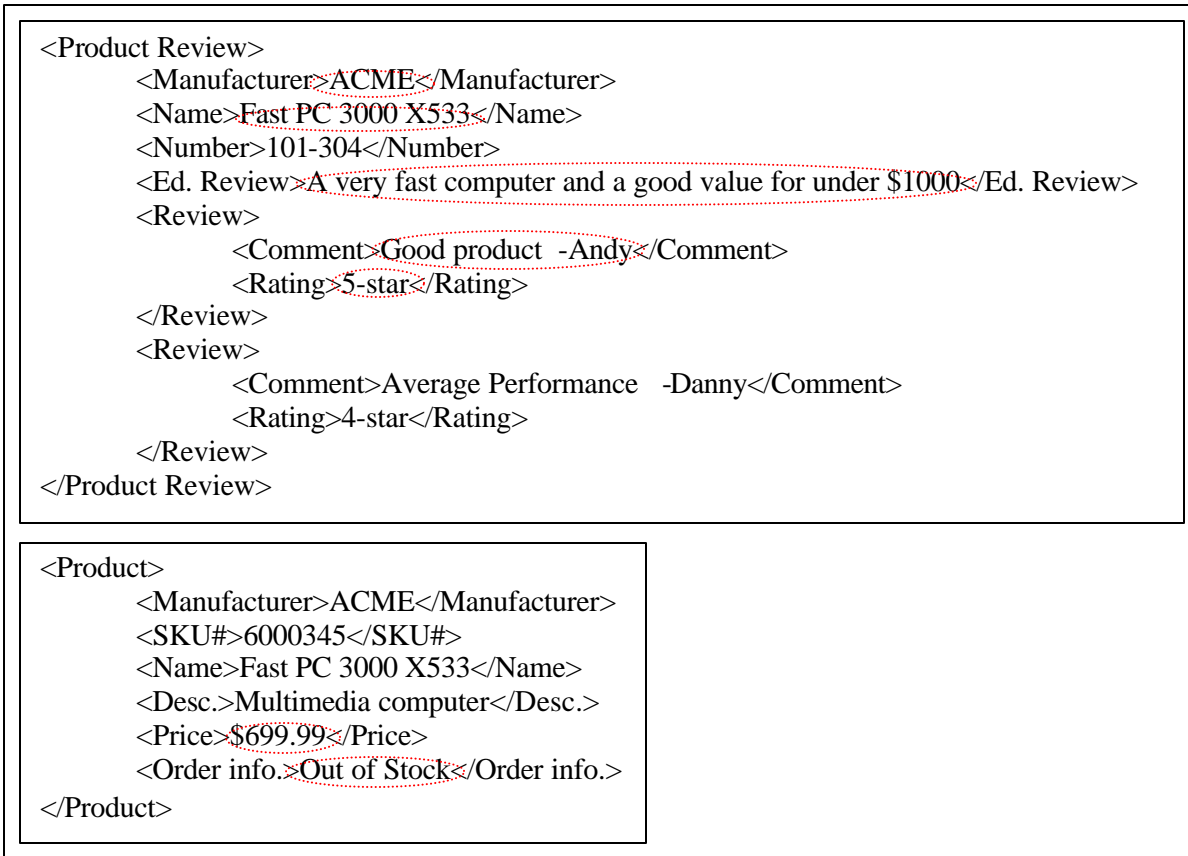 <Product Review>
<Manufacturer>ACME</Manufacturer>
<Name>Fast PC 3000 X533</Name>
<Number>101-304</Number>
<Ed. Review>A very fast computer and a good value for under $1000</Ed. Review>
<Review>
<Comment>Good product -Andy</Comment>
<Rating>5-star</Rating>
</Review>
<Review>
<Comment>Average Performance -Danny</Comment>
<Rating>4-star</Rating>
</Review>
</Product Review>
<Product>
<Manufacturer>ACME</Manufacturer>
<SKU#>6000345</SKU#>
<Name>Fast PC 3000 X533</Name>
<Desc.>Multimedia computer</Desc.>
<Price>$699.99</Price>
<Order info.>Out of Stock</Order info.>
</Product>